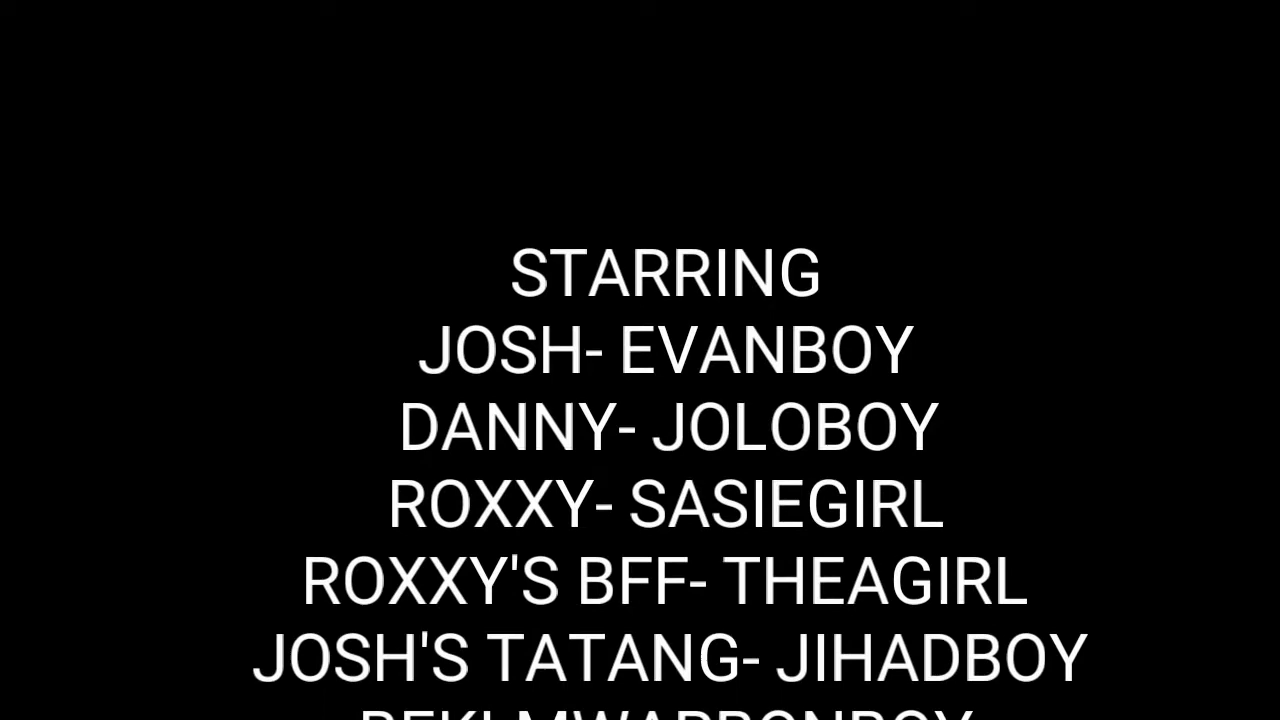 STARRING
JOSH- EVANBOY
DANNY- JOLOBOY
ROXXY- SASIEGIRL
ROXXY'S BFF- THEAGIRL
JOSH'S TATANG- JIHADBOY